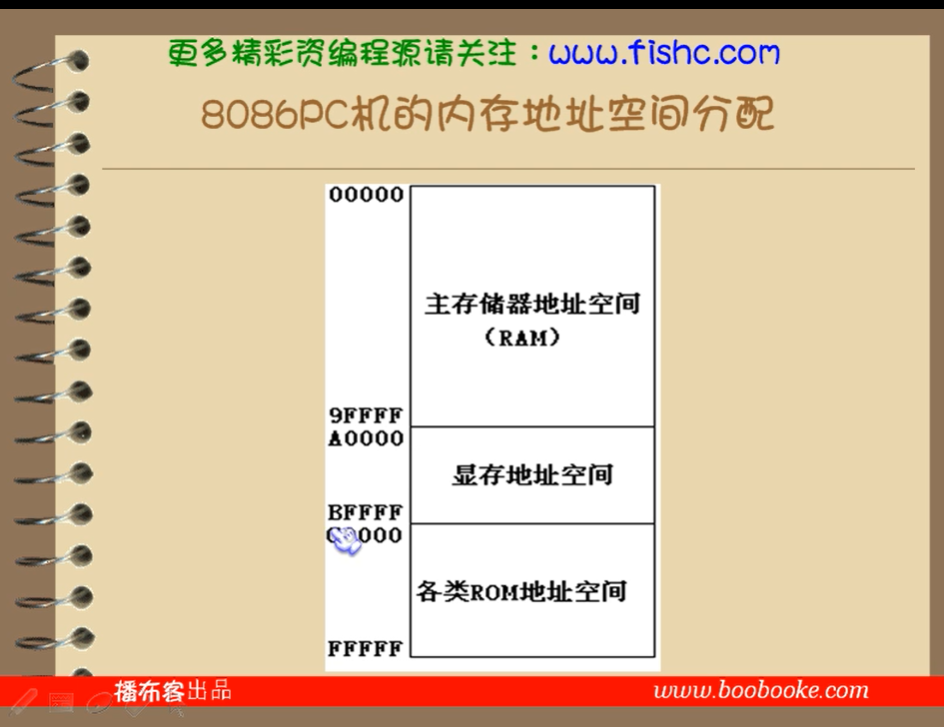 更多精彩资编程源请关注：www.fishc.com
8086PC机的内存地址空间分配
00000
主存储器地址空间
（RAM）
9FFFF
A0000
显存地址空间
BFFFF
C0000
各类ROM地址空间
FFFFF
播布客出品
www.boobooke.com